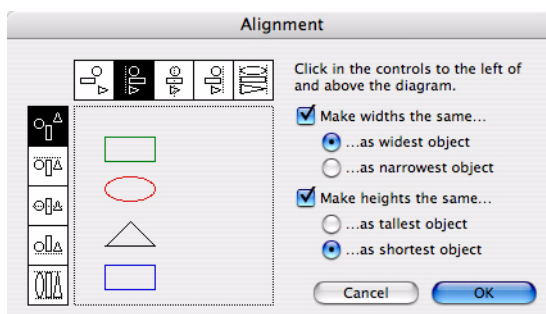 Alignment
Click in the controls to the left of
and above the diagram.
Make widths the same...
...as widest object
...as narrowest object
Make heights the same...
...as tallest object
...as shortest object
Cancel
OK